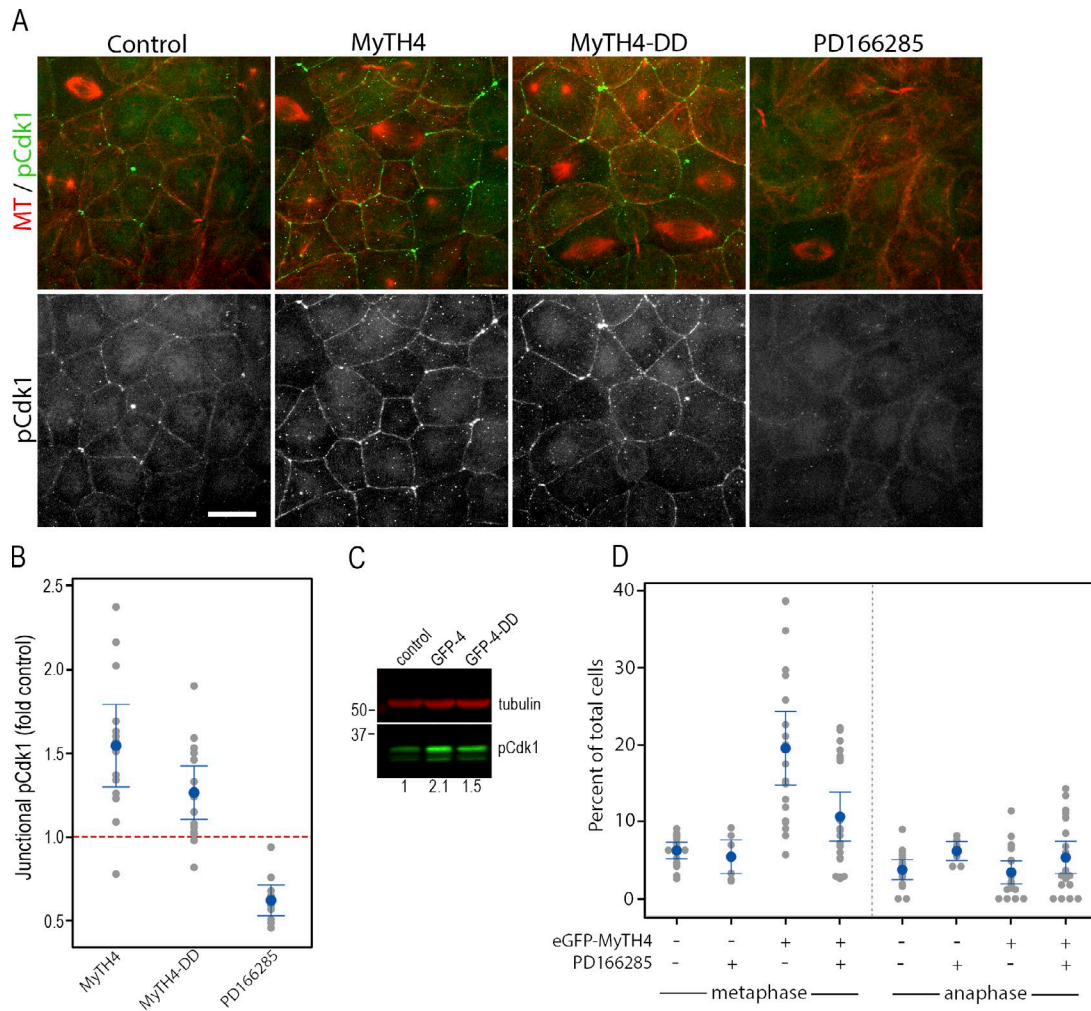 A
Control MyTH4 MyTH4-DD PD166285
MT / pCdk1
pCdk1
B
Junctional pCdk1 (fold control)
2.5
2.0
1.5
1.0
0.5
MyTH4 MyTH4-DD PD166285
C
control GFP-4 GFP-4-DD
50 tubulin
37
pCdk1
1 2.1 1.5
D
Percent of total cells
40
30
20
10
0
eGFP-MyTH4 - - + + - - + +
PD166285 - + - + - + - +
metaphase anaphase